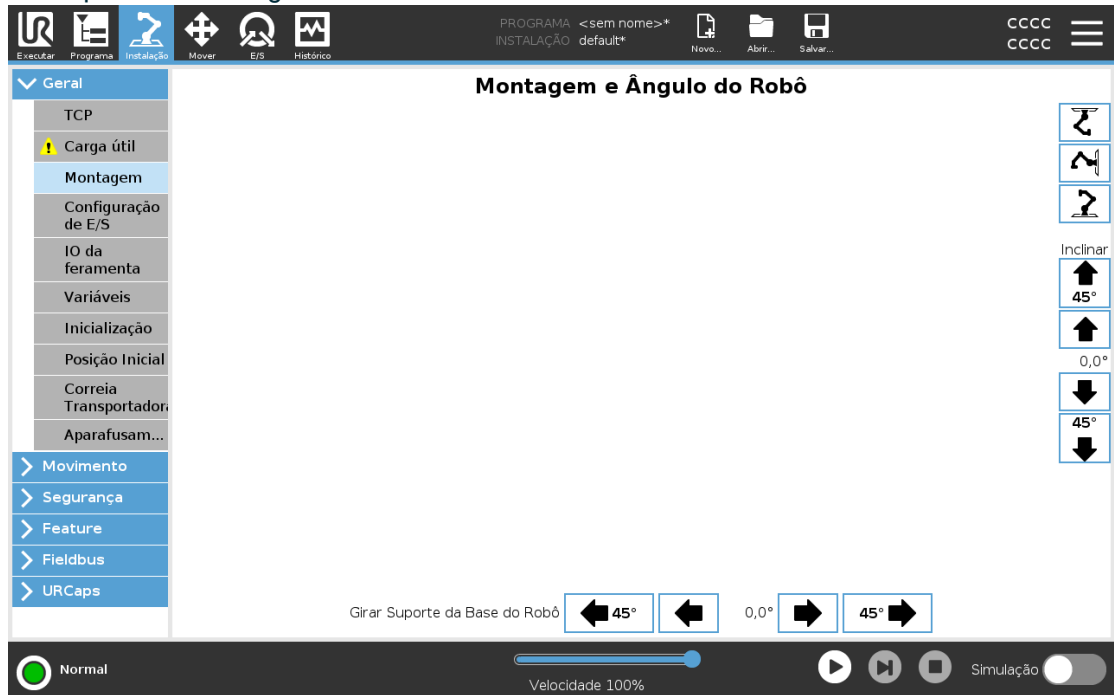 PROGRAMA <sem nome>*
INSTALAÇÃO default*
cccc
cccc
Executar Programa Instalação Mover E/S Histórico
Novo... Abrir... Salvar...
Geral
TCP
Carga útil
Montagem
Configuração
de E/S
IO da
feramenta
Variáveis
Inicialização
Posição Inicial
Correia
Transportador
Aparafusam...
Movimento
Segurança
Feature
Fieldbus
URCaps
Montagem e Ângulo do Robô
Inclinar
45°
0,0°
45°
Girar Suporte da Base do Robô 45° 0,0° 45°
Normal
Velocidade 100%
Simulação